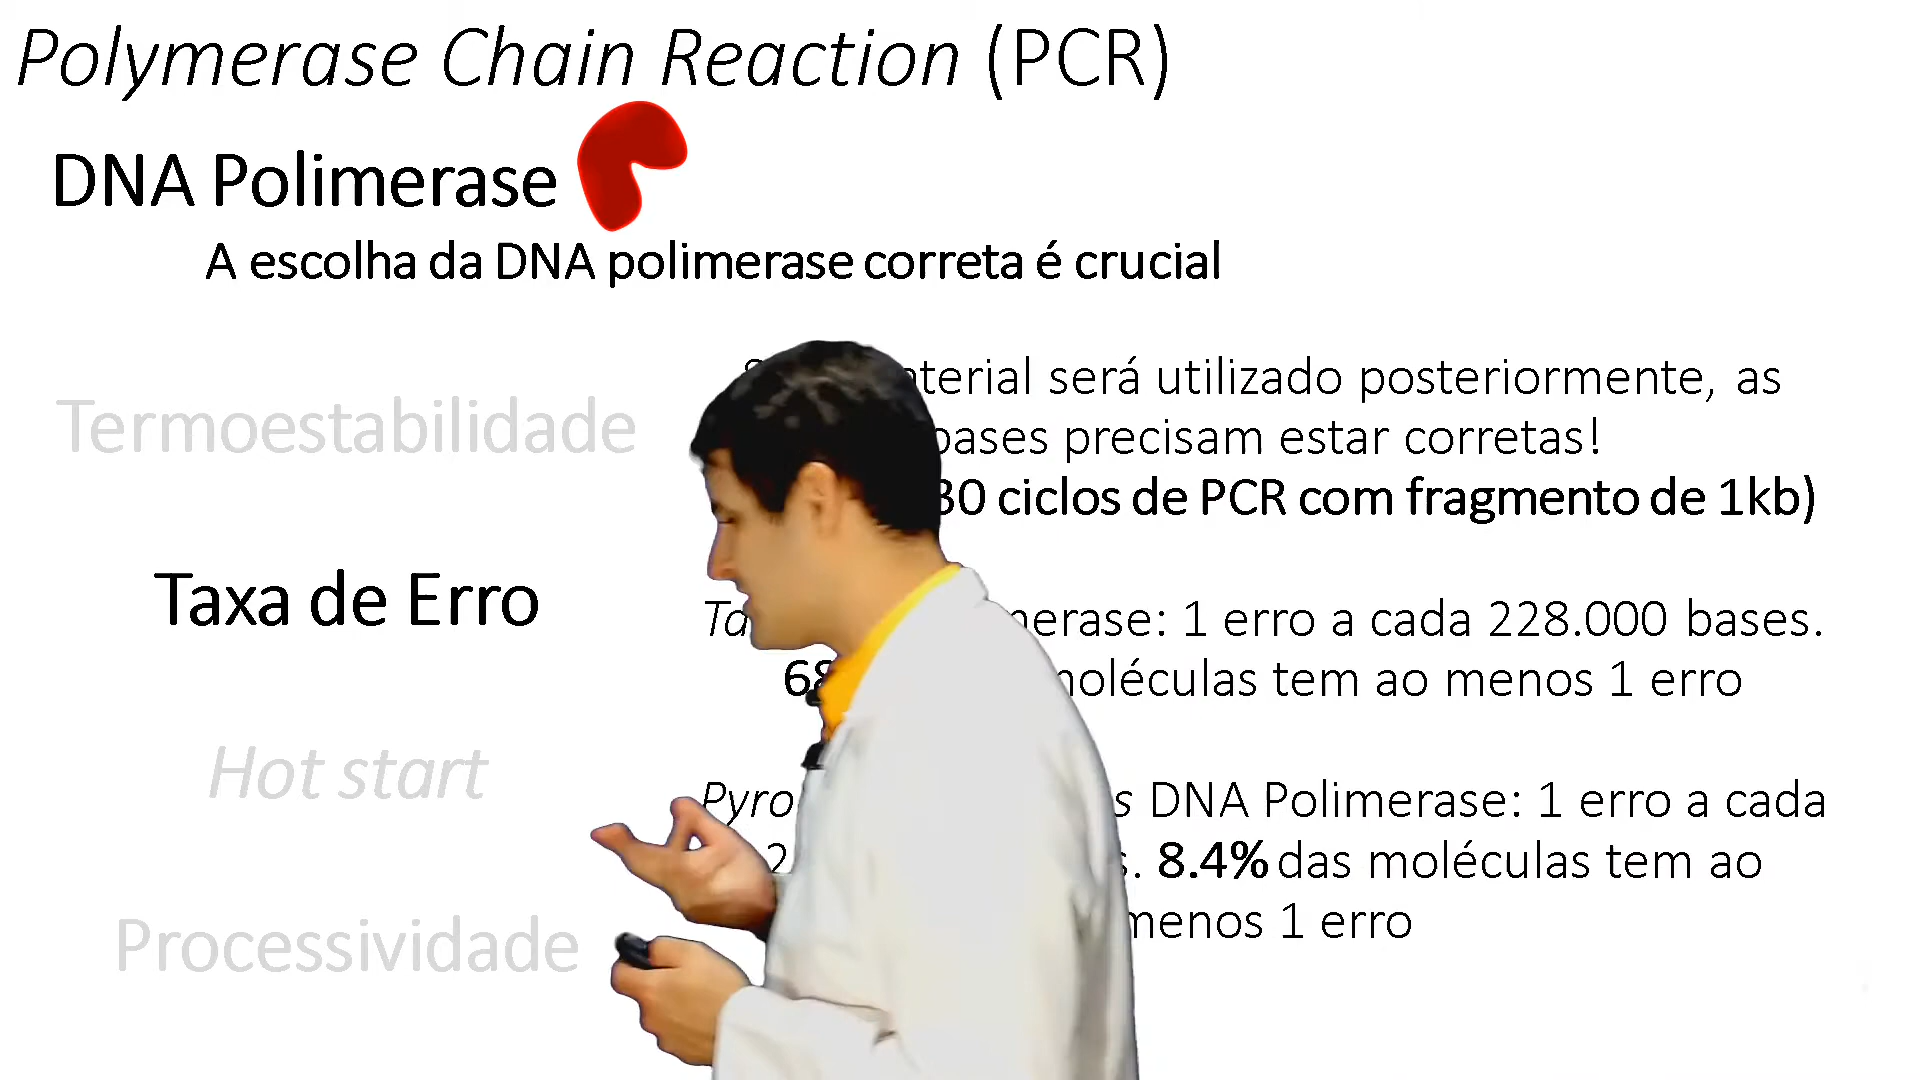 Polymerase Chain Reaction (PCR)
DNA Polimerase
A escolha da DNA polimerase correta é crucial
será utilizado posteriormente, as
Termoestabilidade
bases precisam estar corretas!
30 ciclos de PCR com fragmento de 1kb)
Taxa de Erro
1 erro a cada 228.000 bases.
tem ao menos 1 erro
Hot start
DNA Polimerase: 1 erro a cada
8.4% das moléculas tem ao
menos 1 erro
Processividade